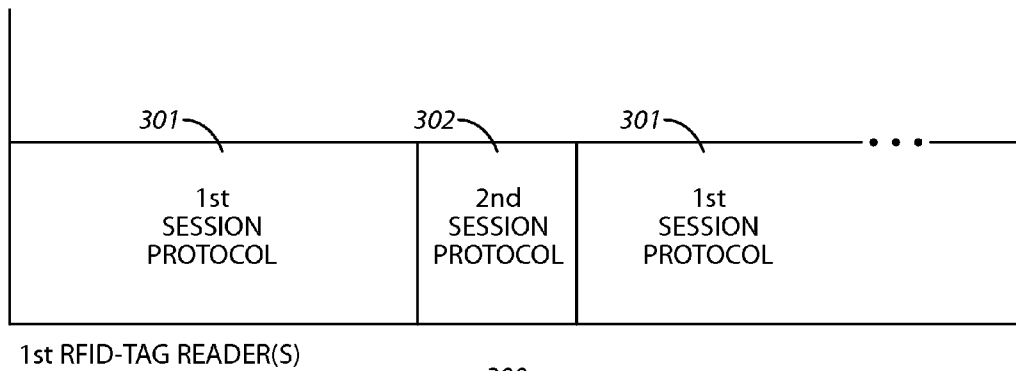 301 302 301
1st 2nd 1st
SESSION SESSION SESSION
PROTOCOL PROTOCOL PROTOCOL
1st RFID-TAG READER(S)